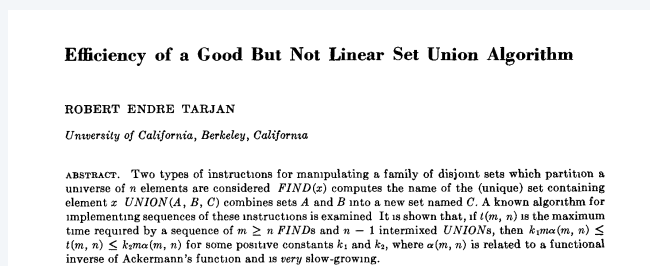 Efficiency of a Good But Not Linear Set Union Algorithm
ROBERT ENDRE TARJAN
University of California, Berkeley, California
ABSTRACT. Two types of instructions for manipulating a family of disjoint sets which partition a
universe of n elements are considered FIND(x) computes the name of the (unique) set containing
element x UNION(A, B, C) combines sets A and B into a new set named C. A known algorithm for
implementing sequences of these instructions is examined It is shown that, if t(m, n) is the maximum
time required by a sequence of m ≥ n FINDs and n − 1 intermixed UNIONs, then k₁mα(m, n) ≤
t(m, n) ≤ k₂mα(m, n) for some positive constants k₁ and k₂, where α(m, n) is related to a functional
inverse of Ackermann's function and is very slow-growing.